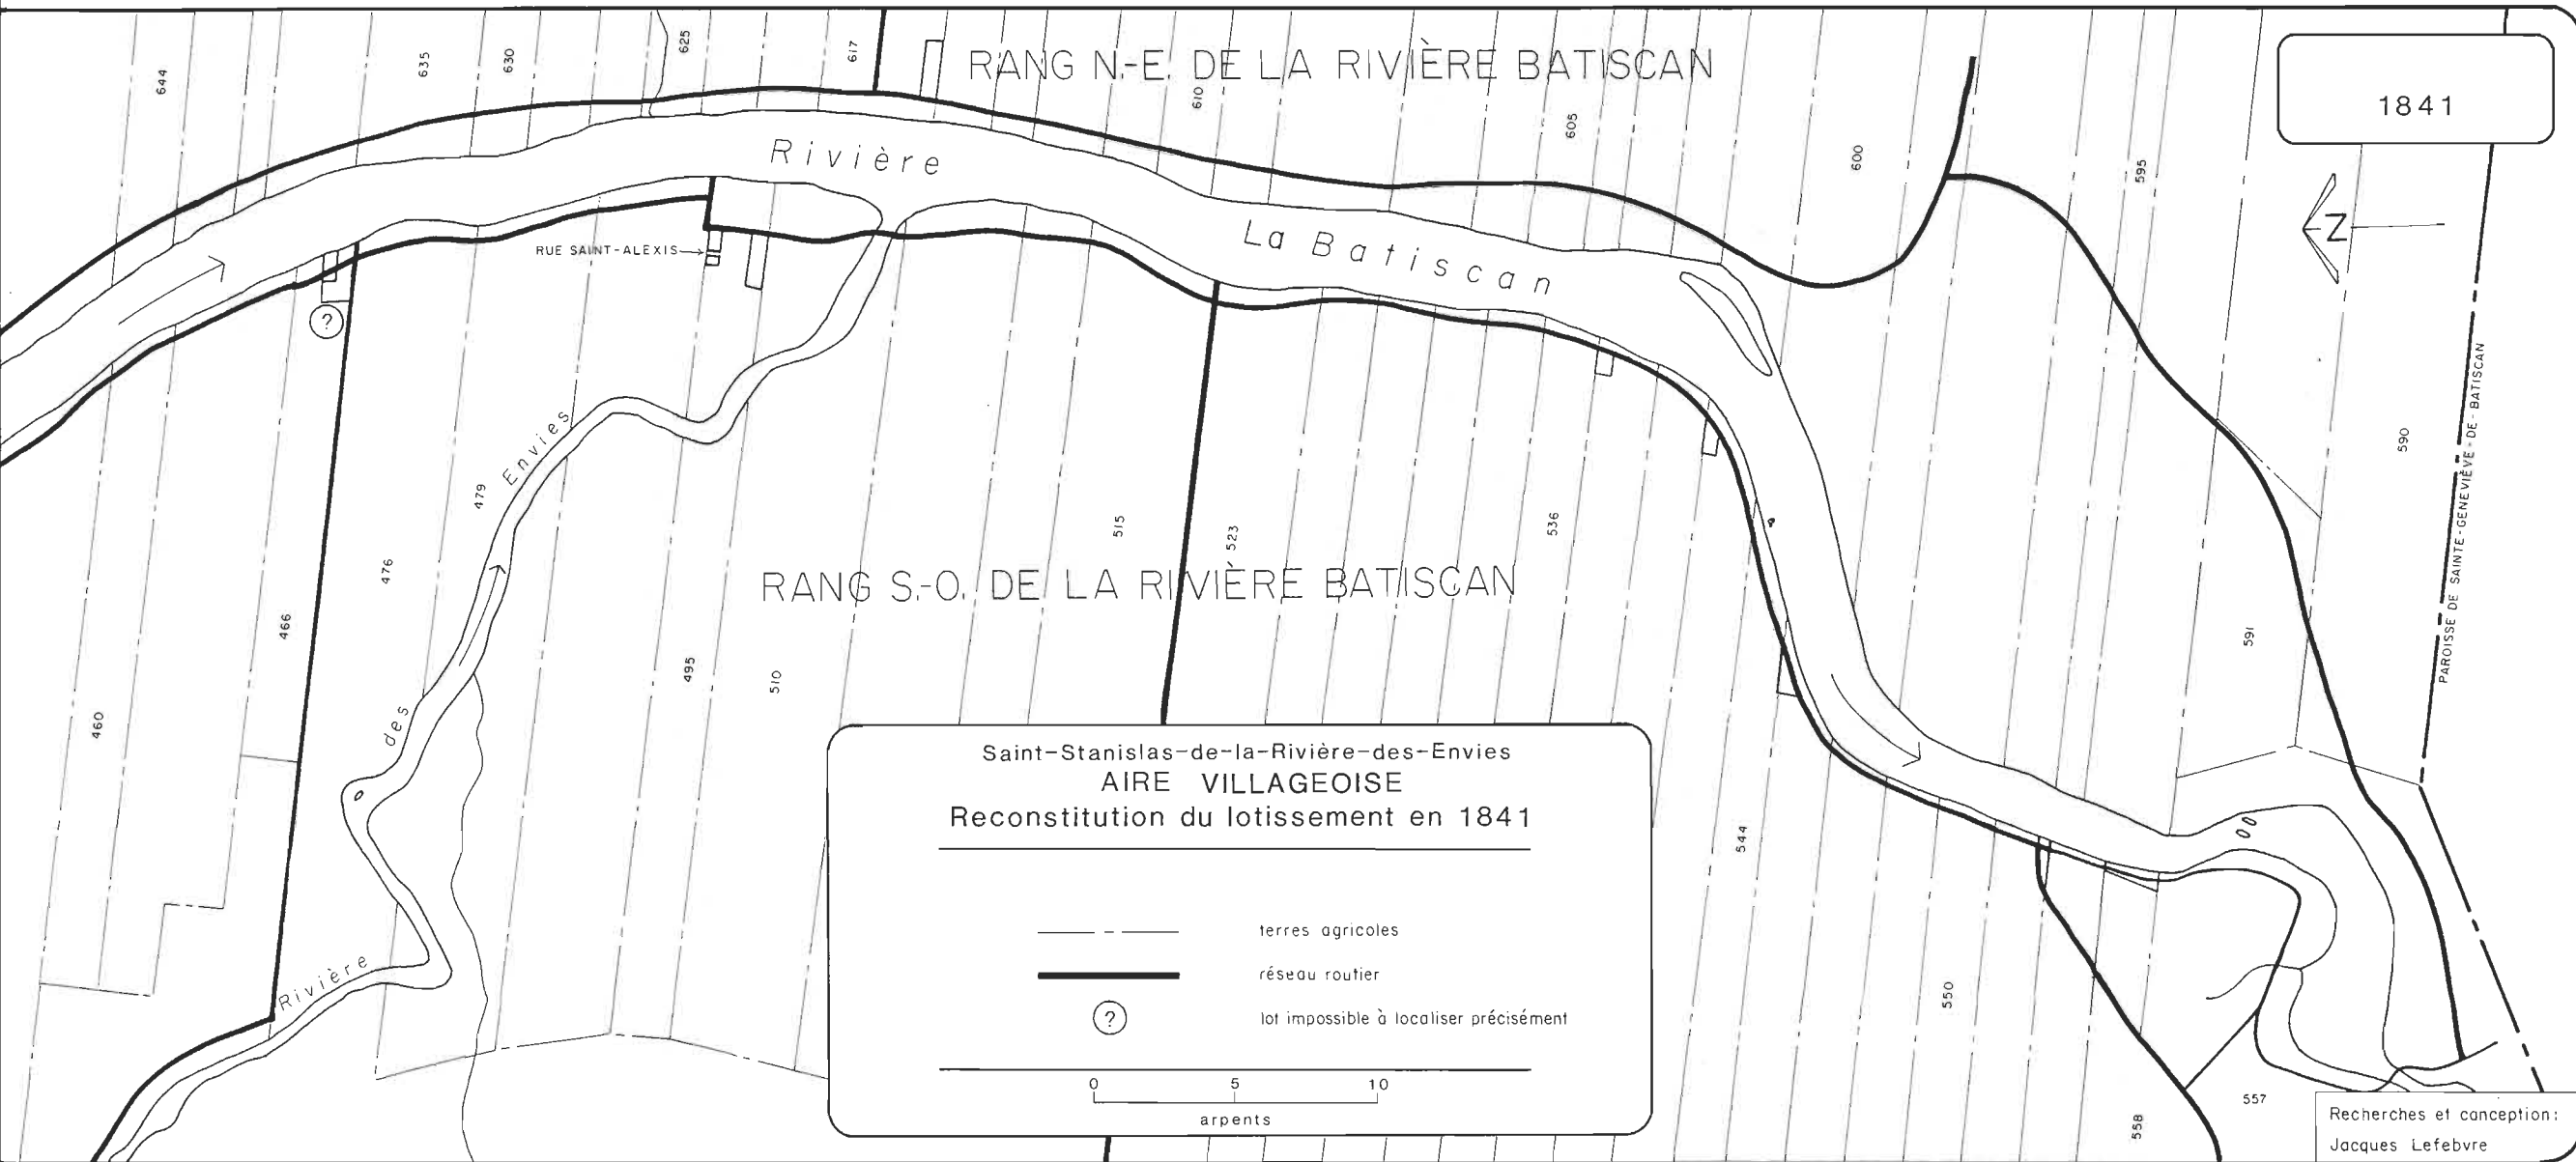 RANG N.-E. DE LA RIVIÈRE BATISCAN
1841
644
635
630
625
617
610
605
600
595
590
591
Rivière
La Batiscan
Z
RUE SAINT-ALEXIS
?
PAROISSE DE SAINTE-GENEVIÈVE-DE-BATISCAN
Rivière des Envies
460
466
476
479
495
510
515
523
536
544
550
558
557
RANG S.-O. DE LA RIVIÈRE BATISCAN
Saint-Stanislas-de-la-Rivière-des-Envies
AIRE VILLAGEOISE
Reconstitution du lotissement en 1841
terres agricoles
réseau routier
? lot impossible à localiser précisément
0 5 10
arpents
Recherches et conception:
Jacques Lefebvre